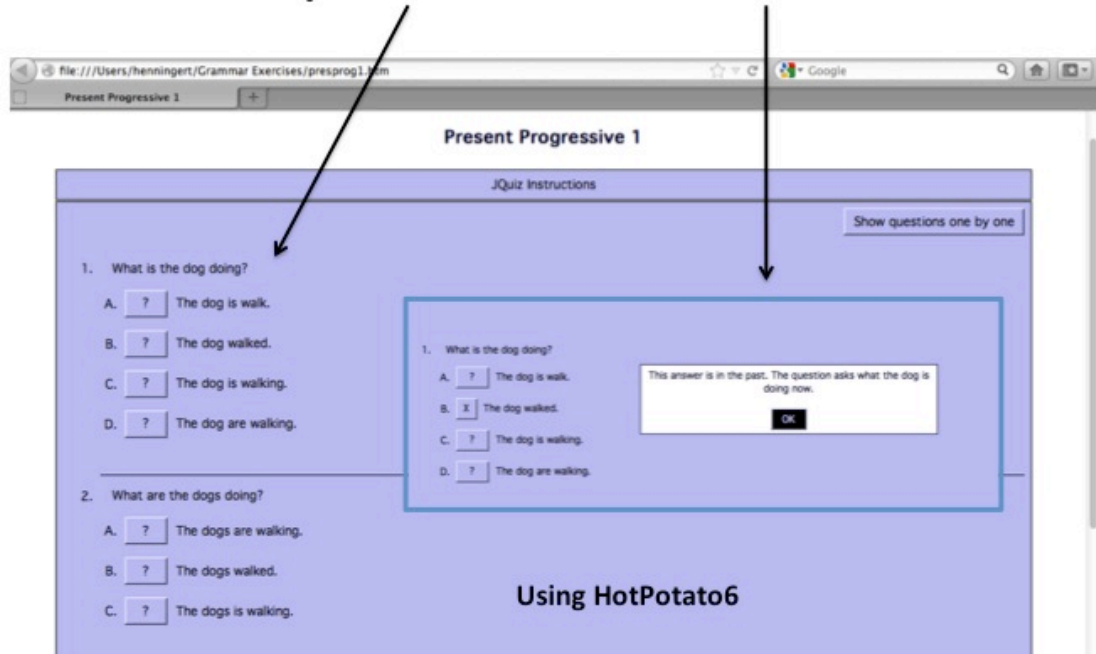 file:///Users/henningert/Grammar Exercises/presprog1.htm
Google
Present Progressive 1
Present Progressive 1
JQuiz Instructions
Show questions one by one
1. What is the dog doing?
A. ? The dog is walk.
B. ? The dog walked.
C. ? The dog is walking.
D. ? The dog are walking.
1. What is the dog doing?
A. ? The dog is walk.
B. X The dog walked.
C. ? The dog is walking.
D. ? The dog are walking.
This answer is in the past. The question asks what the dog is
doing now.
OK
2. What are the dogs doing?
A. ? The dogs are walking.
B. ? The dogs walked.
C. ? The dogs is walking.
Using HotPotato6